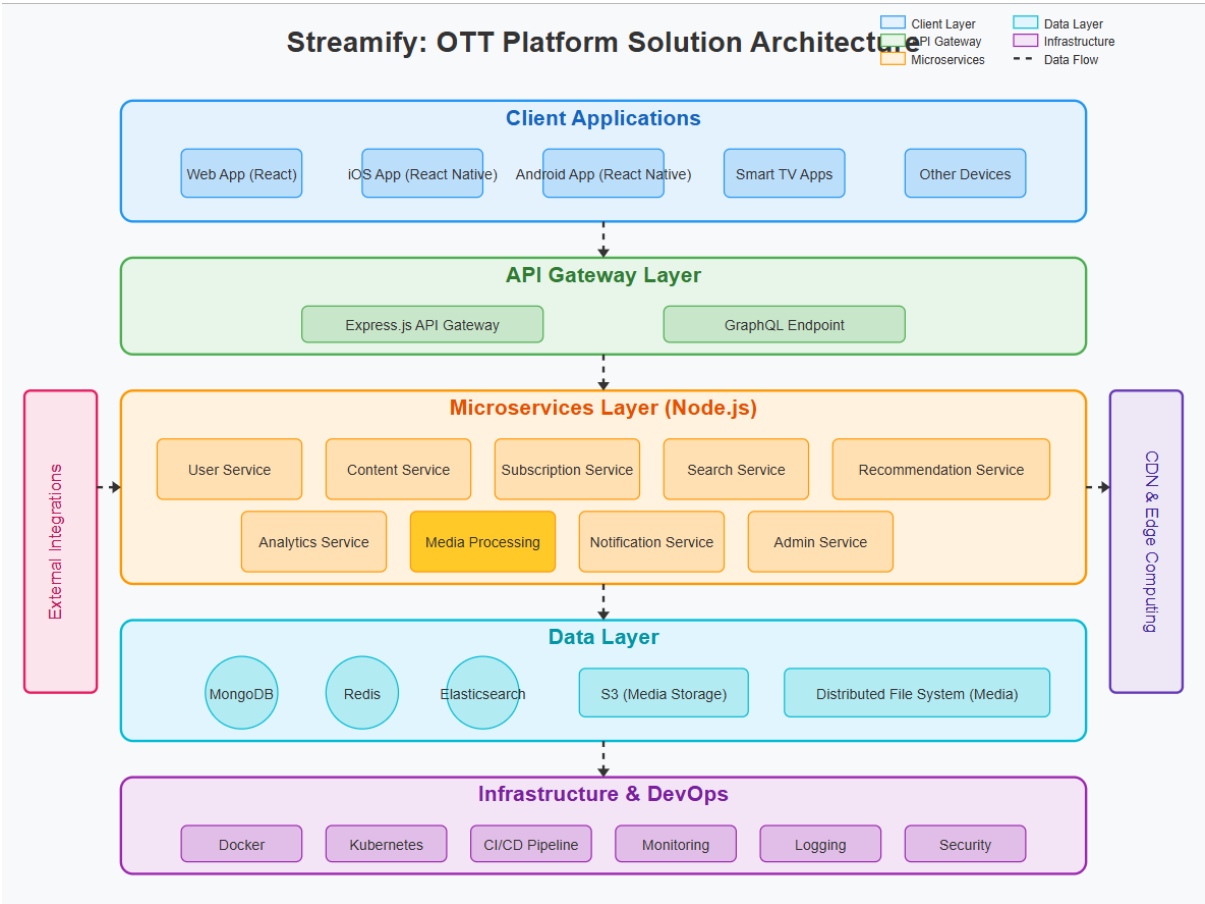 Streamify: OTT Platform Solution Architecture
Client Layer
API Gateway
Microservices
Data Layer
Infrastructure
Data Flow
Client Applications
Web App (React)
iOS App (React Native)
Android App (React Native)
Smart TV Apps
Other Devices
API Gateway Layer
Express.js API Gateway
GraphQL Endpoint
External Integrations
Microservices Layer (Node.js)
User Service
Content Service
Subscription Service
Search Service
Recommendation Service
Analytics Service
Media Processing
Notification Service
Admin Service
CDN & Edge Computing
Data Layer
MongoDB
Redis
Elasticsearch
S3 (Media Storage)
Distributed File System (Media)
Infrastructure & DevOps
Docker
Kubernetes
CI/CD Pipeline
Monitoring
Logging
Security